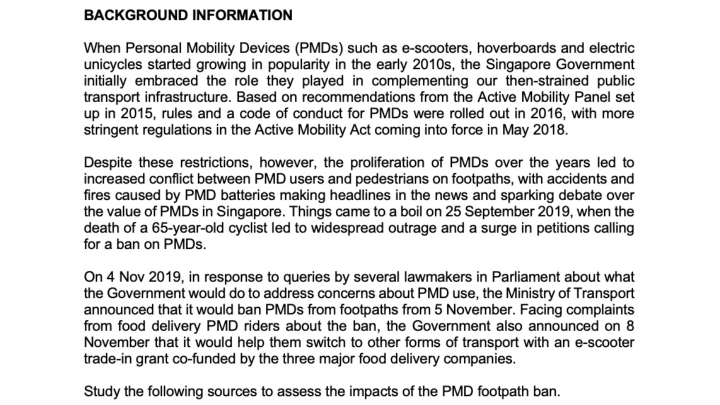 BACKGROUND INFORMATION
When Personal Mobility Devices (PMDs) such as e-scooters, hoverboards and electric
unicycles started growing in popularity in the early 2010s, the Singapore Government
initially embraced the role they played in complementing our then-strained public
transport infrastructure. Based on recommendations from the Active Mobility Panel set
up in 2015, rules and a code of conduct for PMDs were rolled out in 2016, with more
stringent regulations in the Active Mobility Act coming into force in May 2018.
Despite these restrictions, however, the proliferation of PMDs over the years led to
increased conflict between PMD users and pedestrians on footpaths, with accidents and
fires caused by PMD batteries making headlines in the news and sparking debate over
the value of PMDs in Singapore. Things came to a boil on 25 September 2019, when the
death of a 65-year-old cyclist led to widespread outrage and a surge in petitions calling
for a ban on PMDs.
On 4 Nov 2019, in response to queries by several lawmakers in Parliament about what
the Government would do to address concerns about PMD use, the Ministry of Transport
announced that it would ban PMDs from footpaths from 5 November. Facing complaints
from food delivery PMD riders about the ban, the Government also announced on 8
November that it would help them switch to other forms of transport with an e-scooter
trade-in grant co-funded by the three major food delivery companies.
Study the following sources to assess the impacts of the PMD footpath ban.